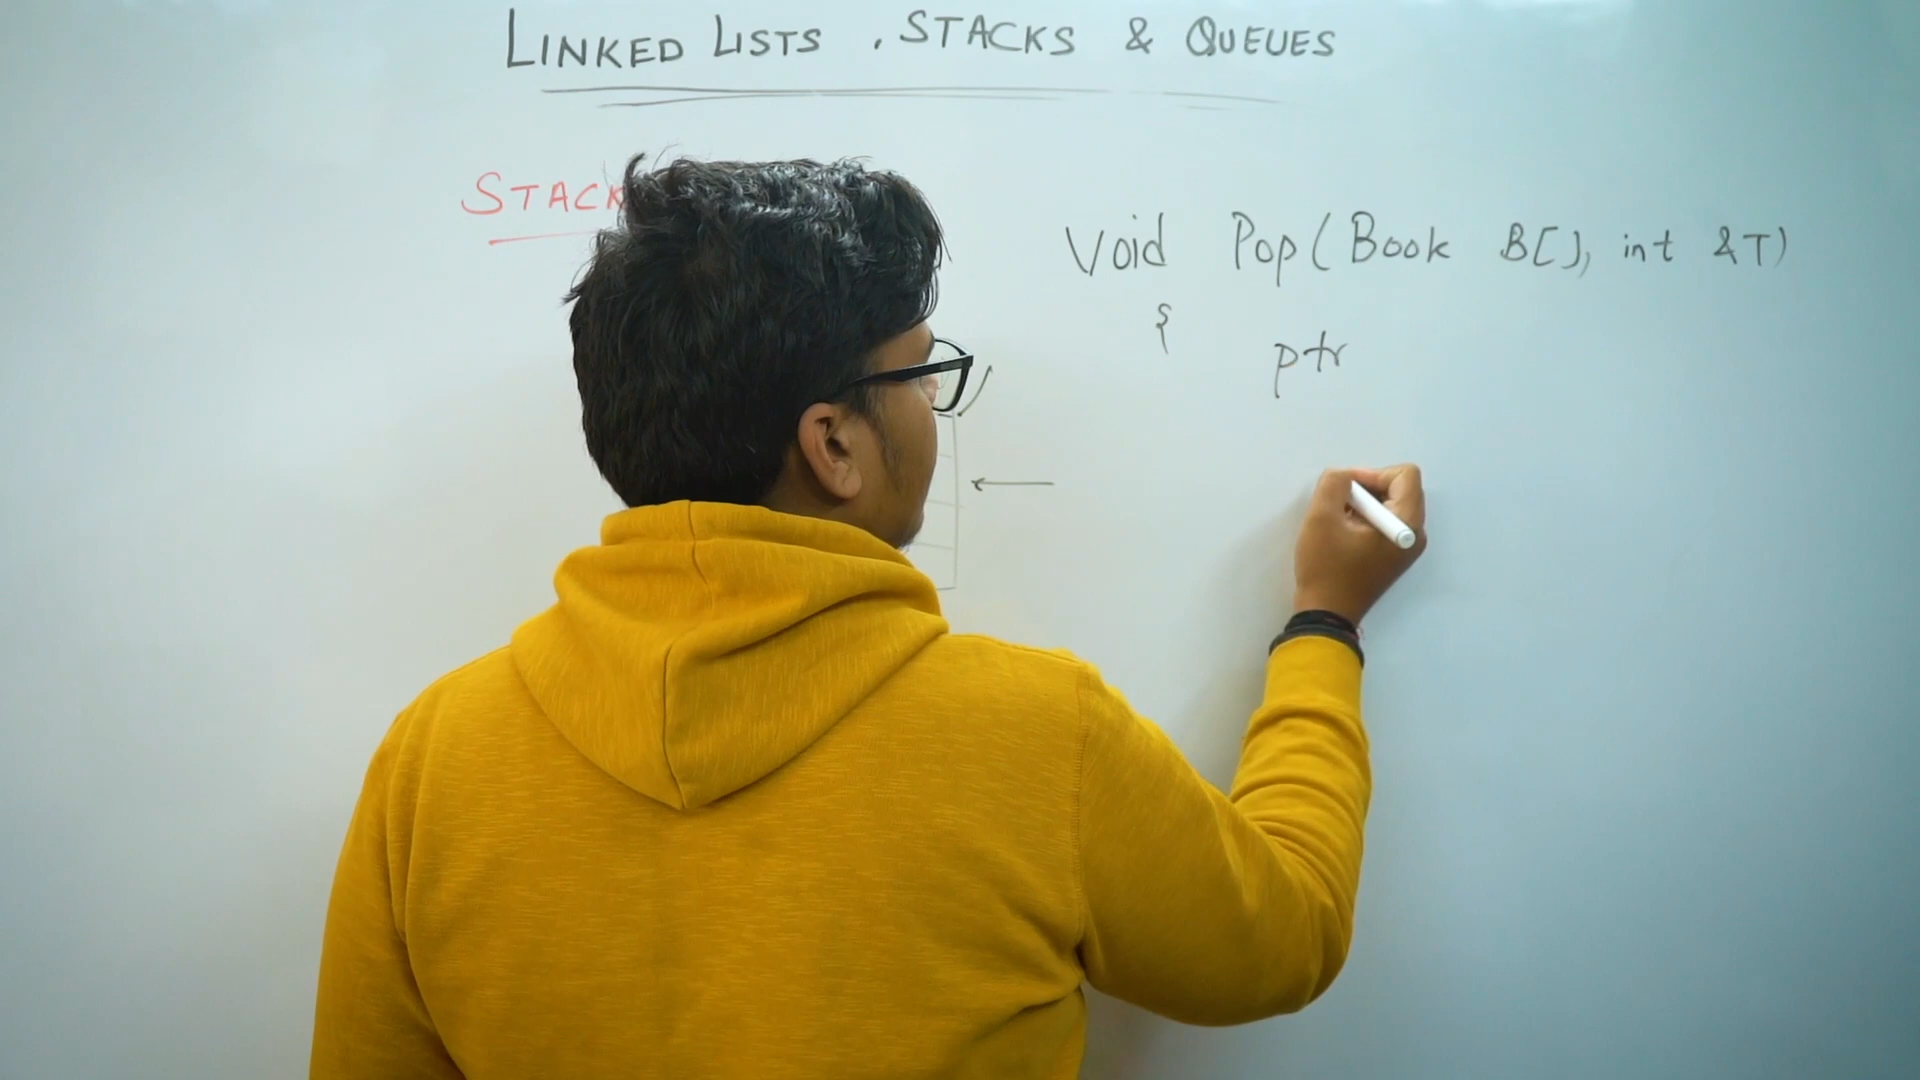 LINKED LISTS, STACKS & QUEUES
STACK
Void Pop(Book B[], int &T)
{
ptr